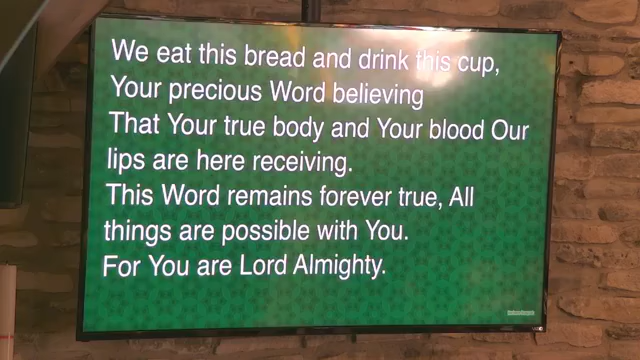 We eat this bread and drink this cup,
Your precious Word believing
That Your true body and Your blood Our
lips are here receiving.
This Word remains forever true, All
things are possible with You.
For You are Lord Almighty.